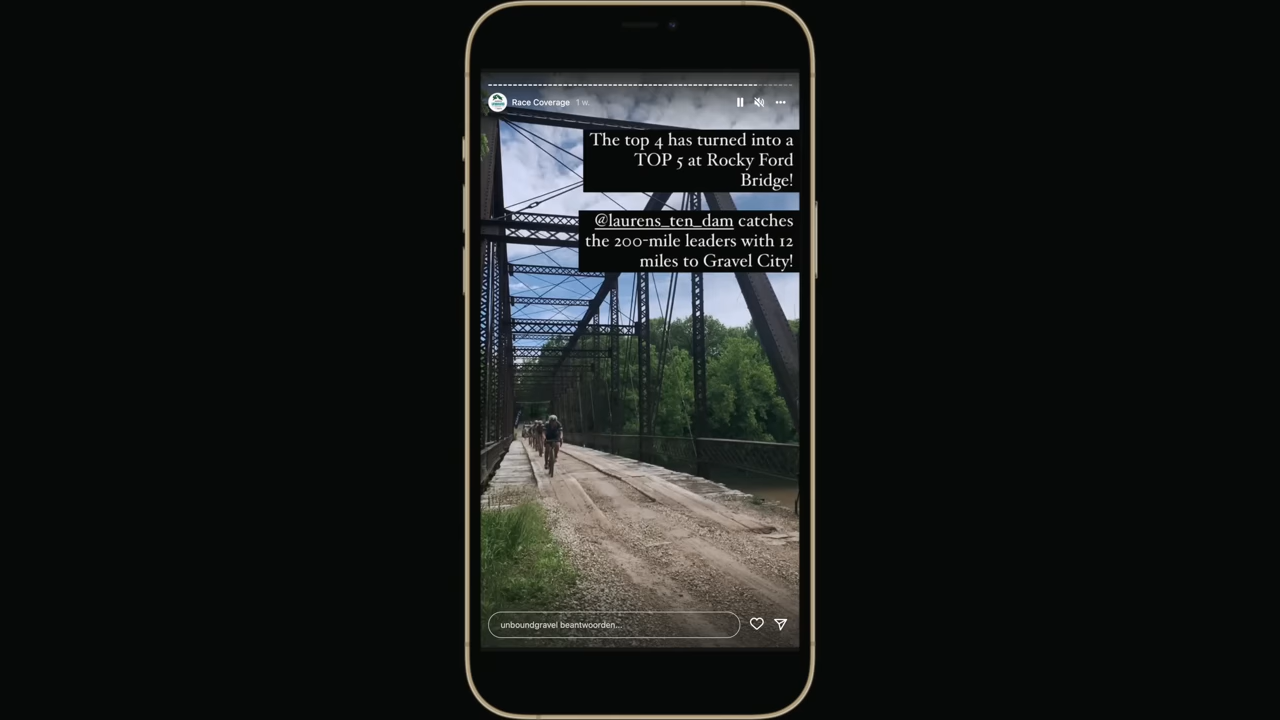 Race Coverage 1 w.
The top 4 has turned into a
TOP 5 at Rocky Ford
Bridge!
@laurens_ten_dam catches
the 200-mile leaders with 12
miles to Gravel City!
unboundgravel beantwoorden...